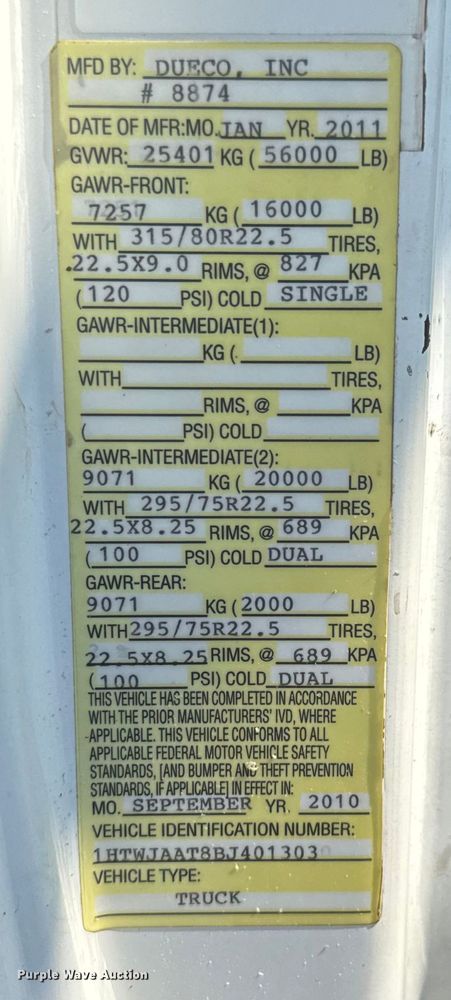 MFD BY: DUECO, INC
# 8874
DATE OF MFR:MO. JAN YR. 2011
GVWR: 25401 KG ( 56000 LB)
GAWR-FRONT:
7257 KG ( 16000 LB)
WITH 315/80R22.5 TIRES,
22.5X9.0 RIMS, @ 827 KPA
( 120 PSI) COLD SINGLE
GAWR-INTERMEDIATE(1):
KG ( LB)
WITH TIRES,
RIMS, @ KPA
( PSI) COLD
GAWR-INTERMEDIATE(2):
9071 KG ( 20000 LB)
WITH 295/75R22.5 TIRES,
22.5X8.25 RIMS, @ 689 KPA
( 100 PSI) COLD DUAL
GAWR-REAR:
9071 KG ( 2000 LB)
WITH 295/75R22.5 TIRES,
22.5X8.25 RIMS, @ 689 KPA
( 100 PSI) COLD DUAL
THIS VEHICLE HAS BEEN COMPLETED IN ACCORDANCE
WITH THE PRIOR MANUFACTURERS' IVD, WHERE
APPLICABLE. THIS VEHICLE CONFORMS TO ALL
APPLICABLE FEDERAL MOTOR VEHICLE SAFETY
STANDARDS, [AND BUMPER AND THEFT PREVENTION
STANDARDS, IF APPLICABLE] IN EFFECT IN:
MO. SEPTEMBER YR. 2010
VEHICLE IDENTIFICATION NUMBER:
1HTWJAAT8BJ401303
VEHICLE TYPE:
TRUCK
Purple Wave Auction